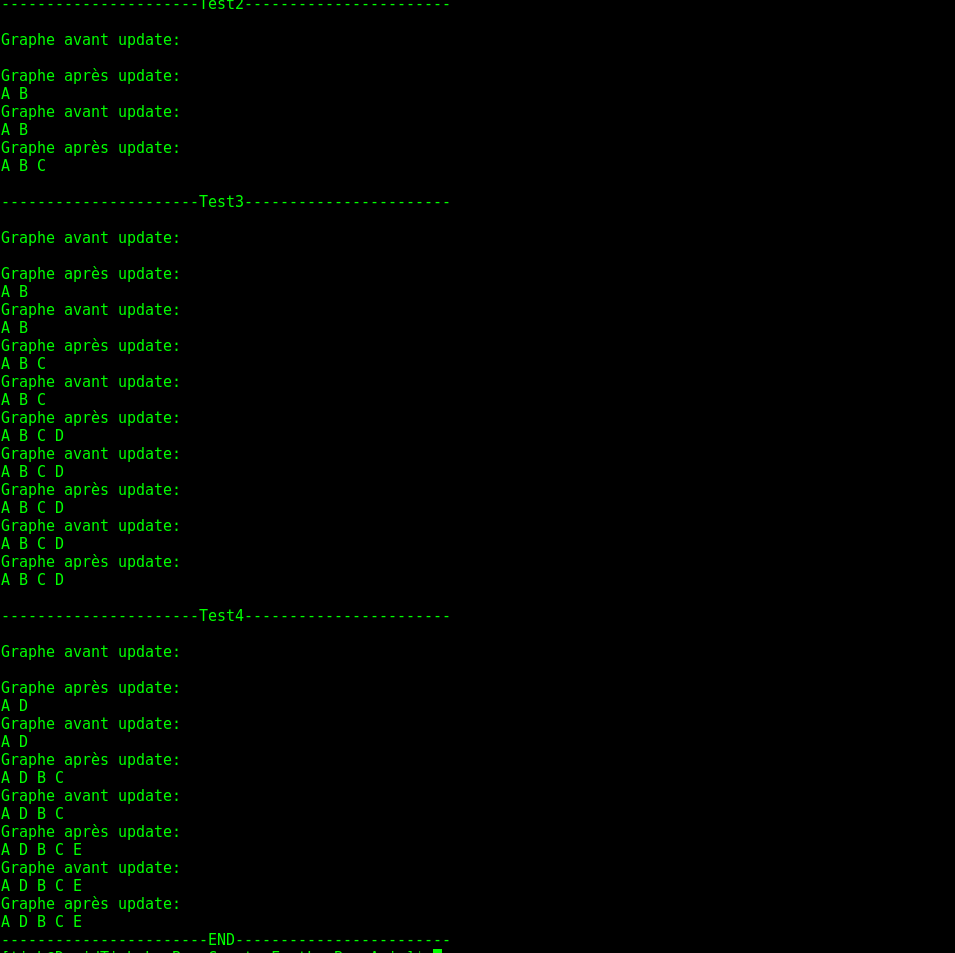 ----------------------Test2-----------------------
Graphe avant update:
Graphe après update:
A B
Graphe avant update:
A B
Graphe après update:
A B C
----------------------Test3-----------------------
Graphe avant update:
Graphe après update:
A B
Graphe avant update:
A B
Graphe après update:
A B C
Graphe avant update:
A B C
Graphe après update:
A B C D
Graphe avant update:
A B C D
Graphe après update:
A B C D
Graphe avant update:
A B C D
Graphe après update:
A B C D
----------------------Test4-----------------------
Graphe avant update:
Graphe après update:
A D
Graphe avant update:
A D
Graphe après update:
A D B C
Graphe avant update:
A D B C
Graphe après update:
A D B C E
Graphe avant update:
A D B C E
Graphe après update:
A D B C E
-----------------------END------------------------